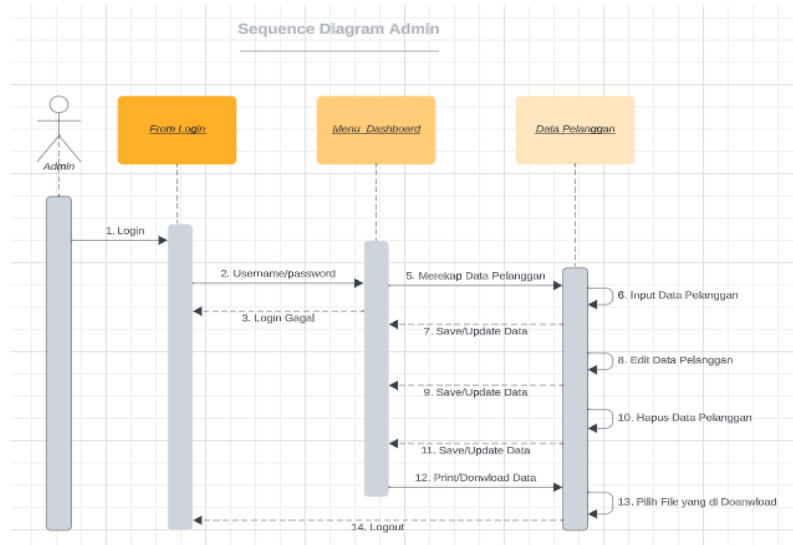 Sequence Diagram Admin
From Login
Menu Dashboard
Data Pelanggan
Admin
1. Login
2. Username/password
5. Merekap Data Pelanggan
6. Input Data Pelanggan
3. Login Gagal
7. Save/Update Data
8. Edit Data Pelanggan
9. Save/Update Data
10. Hapus Data Pelanggan
11. Save/Update Data
12. Print/Donwload Data
13. Pilih File yang di Doanwload
14. Logout